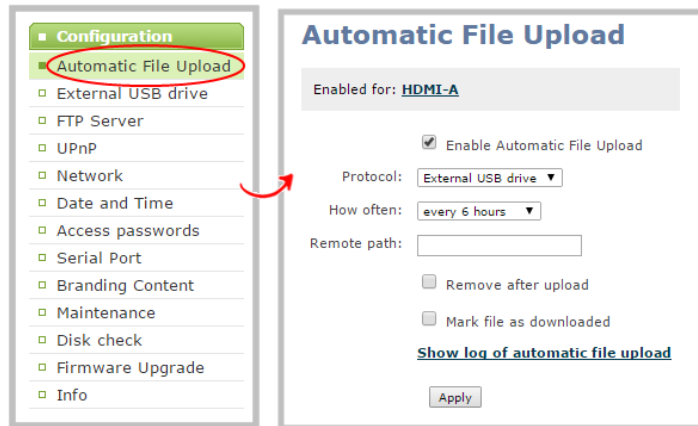 Configuration
Automatic File Upload
External USB drive
FTP Server
UPnP
Network
Date and Time
Access passwords
Serial Port
Branding Content
Maintenance
Disk check
Firmware Upgrade
Info
Automatic File Upload
Enabled for: HDMI-A
Enable Automatic File Upload
Protocol: External USB drive
How often: every 6 hours
Remote path:
Remove after upload
Mark file as downloaded
Show log of automatic file upload
Apply